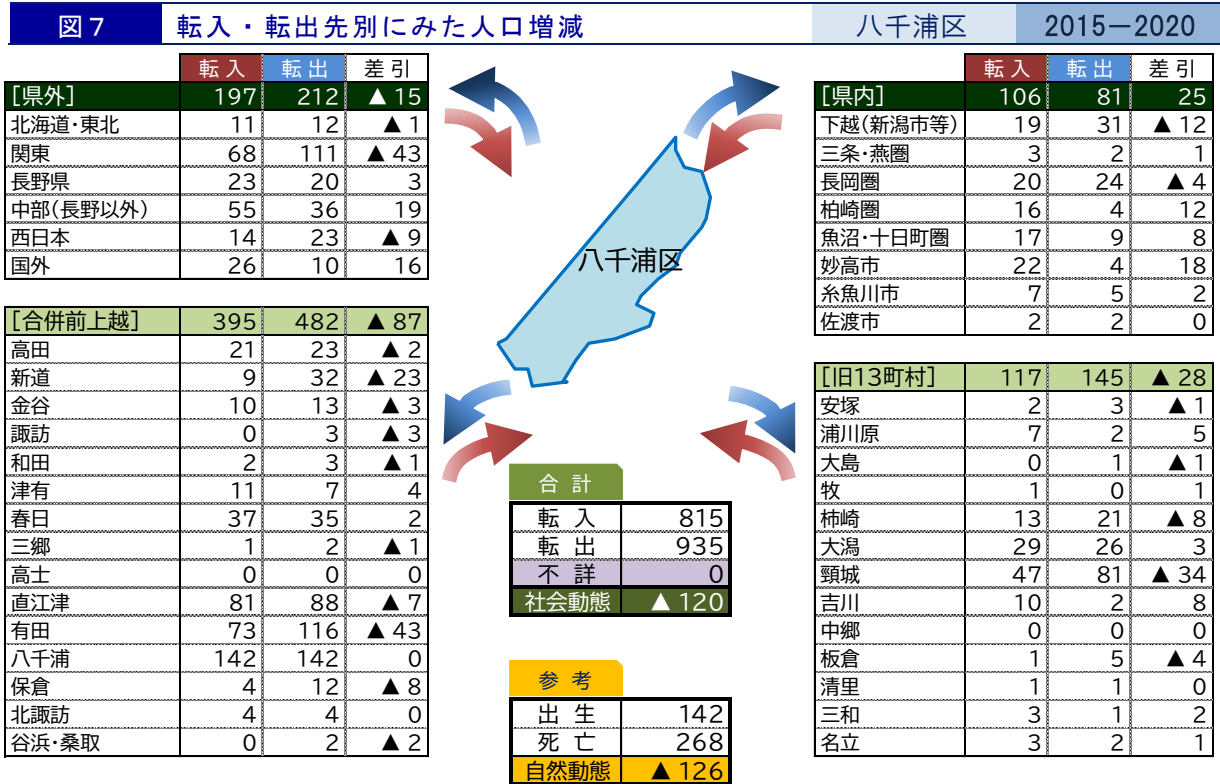 図7 転入・転出先別にみた人口増減 八千浦区 2015－2020
転入 転出 差引
[県外] 197 212 ▲ 15
北海道・東北 11 12 ▲ 1
関東 68 111 ▲ 43
長野県 23 20 3
中部(長野以外) 55 36 19
西日本 14 23 ▲ 9
国外 26 10 16
[合併前上越] 395 482 ▲ 87
高田 21 23 ▲ 2
新道 9 32 ▲ 23
金谷 10 13 ▲ 3
諏訪 0 3 ▲ 3
和田 2 3 ▲ 1
津有 11 7 4
春日 37 35 2
三郷 1 2 ▲ 1
高士 0 0 0
直江津 81 88 ▲ 7
有田 73 116 ▲ 43
八千浦 142 142 0
保倉 4 12 ▲ 8
北諏訪 4 4 0
谷浜・桑取 0 2 ▲ 2
八千浦区
合計
転入 815
転出 935
不詳 0
社会動態 ▲ 120
参考
出生 142
死亡 268
自然動態 ▲ 126
転入 転出 差引
[県内] 106 81 25
下越(新潟市等) 19 31 ▲ 12
三条・燕圏 3 2 1
長岡圏 20 24 ▲ 4
柏崎圏 16 4 12
魚沼・十日町圏 17 9 8
妙高市 22 4 18
糸魚川市 7 5 2
佐渡市 2 2 0
[旧13町村] 117 145 ▲ 28
安塚 2 3 ▲ 1
浦川原 7 2 5
大島 0 1 ▲ 1
牧 1 0 1
柿崎 13 21 ▲ 8
大潟 29 26 3
頸城 47 81 ▲ 34
吉川 10 2 8
中郷 0 0 0
板倉 1 5 ▲ 4
清里 1 1 0
三和 3 1 2
名立 3 2 1